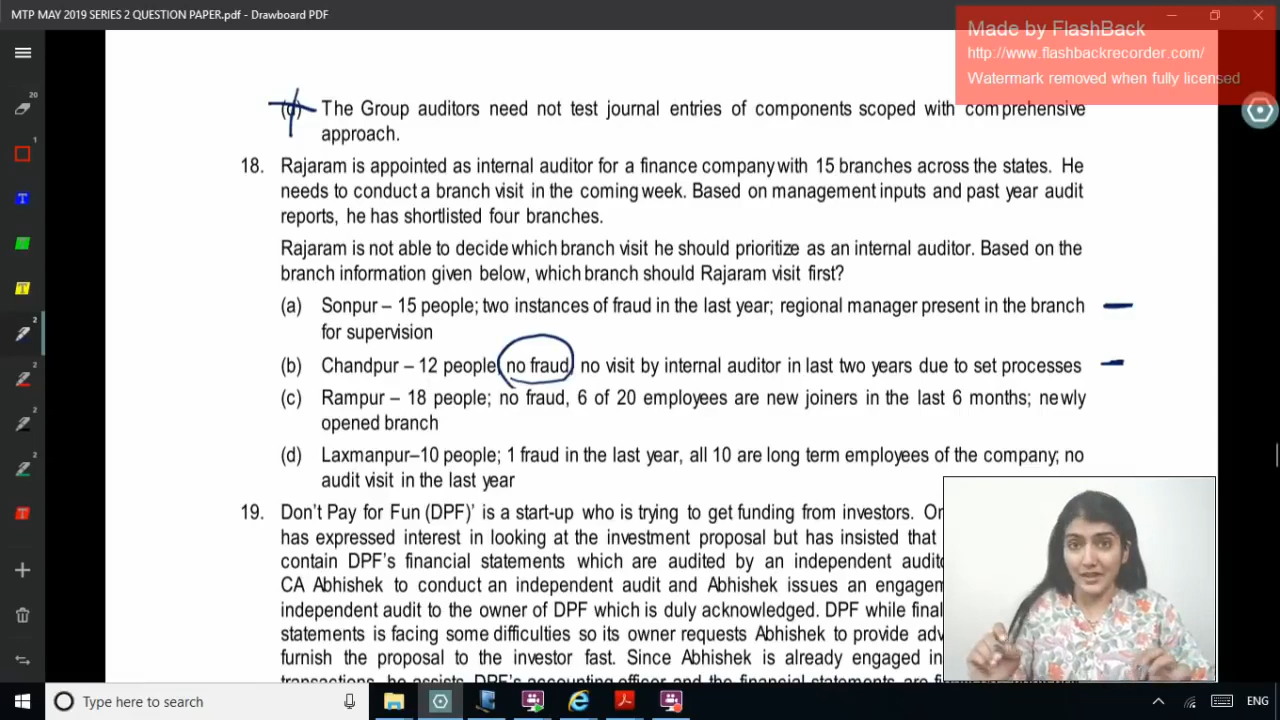 MTP MAY 2019 SERIES 2 QUESTION PAPER.pdf - Drawboard PDF
Made by FlashBack
http://www.flashbackrecorder.com/
Watermark removed when fully licensed
The Group auditors need not test journal entries of components scoped with comprehensive
approach.
18. Rajaram is appointed as internal auditor for a finance company with 15 branches across the states. He
needs to conduct a branch visit in the coming week. Based on management inputs and past year audit
reports, he has shortlisted four branches.
Rajaram is not able to decide which branch visit he should prioritize as an internal auditor. Based on the
branch information given below, which branch should Rajaram visit first?
(a) Sonpur – 15 people; two instances of fraud in the last year; regional manager present in the branch
for supervision
(b) Chandpur – 12 people no fraud no visit by internal auditor in last two years due to set processes
(c) Rampur – 18 people; no fraud, 6 of 20 employees are new joiners in the last 6 months; newly
opened branch
(d) Laxmanpur–10 people; 1 fraud in the last year, all 10 are long term employees of the company; no
audit visit in the last year
19. Don't Pay for Fun (DPF)' is a start-up who is trying to get funding from investors.
has expressed interest in looking at the investment proposal but has insisted that
contain DPF's financial statements which are audited by an independent
CA Abhishek to conduct an independent audit and Abhishek issues an
independent audit to the owner of DPF which is duly acknowledged. DPF while
statements is facing some difficulties so its owner requests Abhishek to provide
furnish the proposal to the investor fast. Since Abhishek is already engaged in
20
1
2
2
2
2
2
Type here to search
ENG